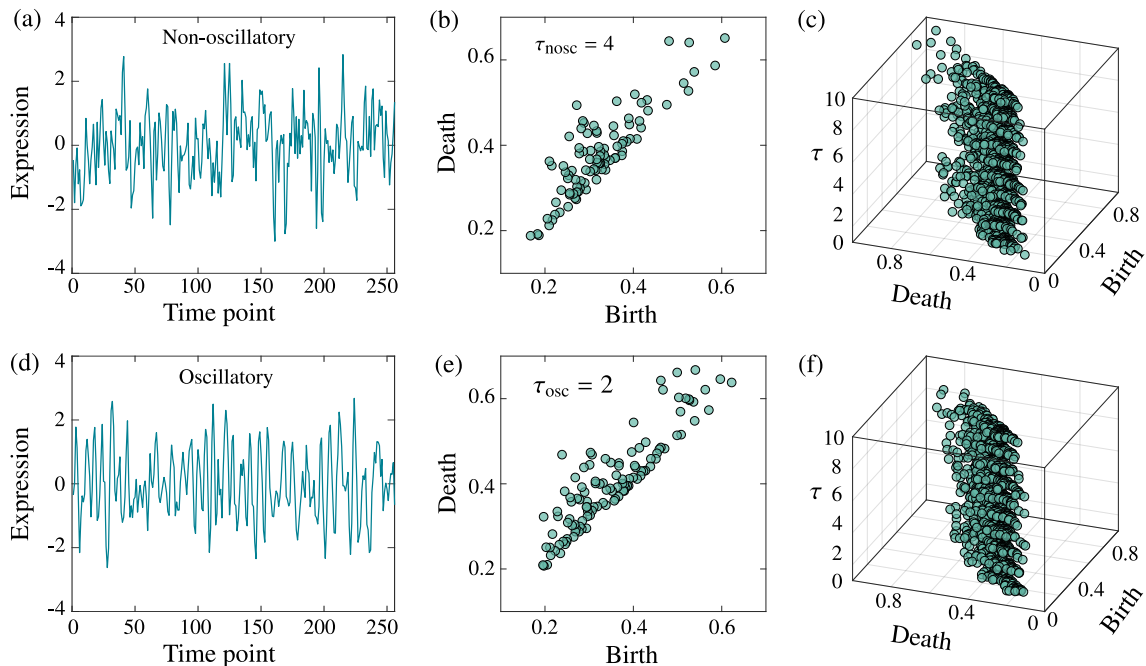 (a)
4
2
0
-2
-4
Expression
Non-oscillatory
0
50
100
150
200
250
Time point
(b)
0.6
0.4
0.2
Death
τnosc = 4
0.2
0.4
0.6
Birth
(c)
10
8
τ 6
4
2
0
0.8
0.4
0
Death
0
0.4
0.8
Birth
(d)
4
2
0
-2
-4
Expression
Oscillatory
0
50
100
150
200
250
Time point
(e)
0.6
0.4
0.2
Death
τosc = 2
0.2
0.4
0.6
Birth
(f)
10
8
τ 6
4
2
0
0.8
0.4
0
Death
0
0.4
0.8
Birth